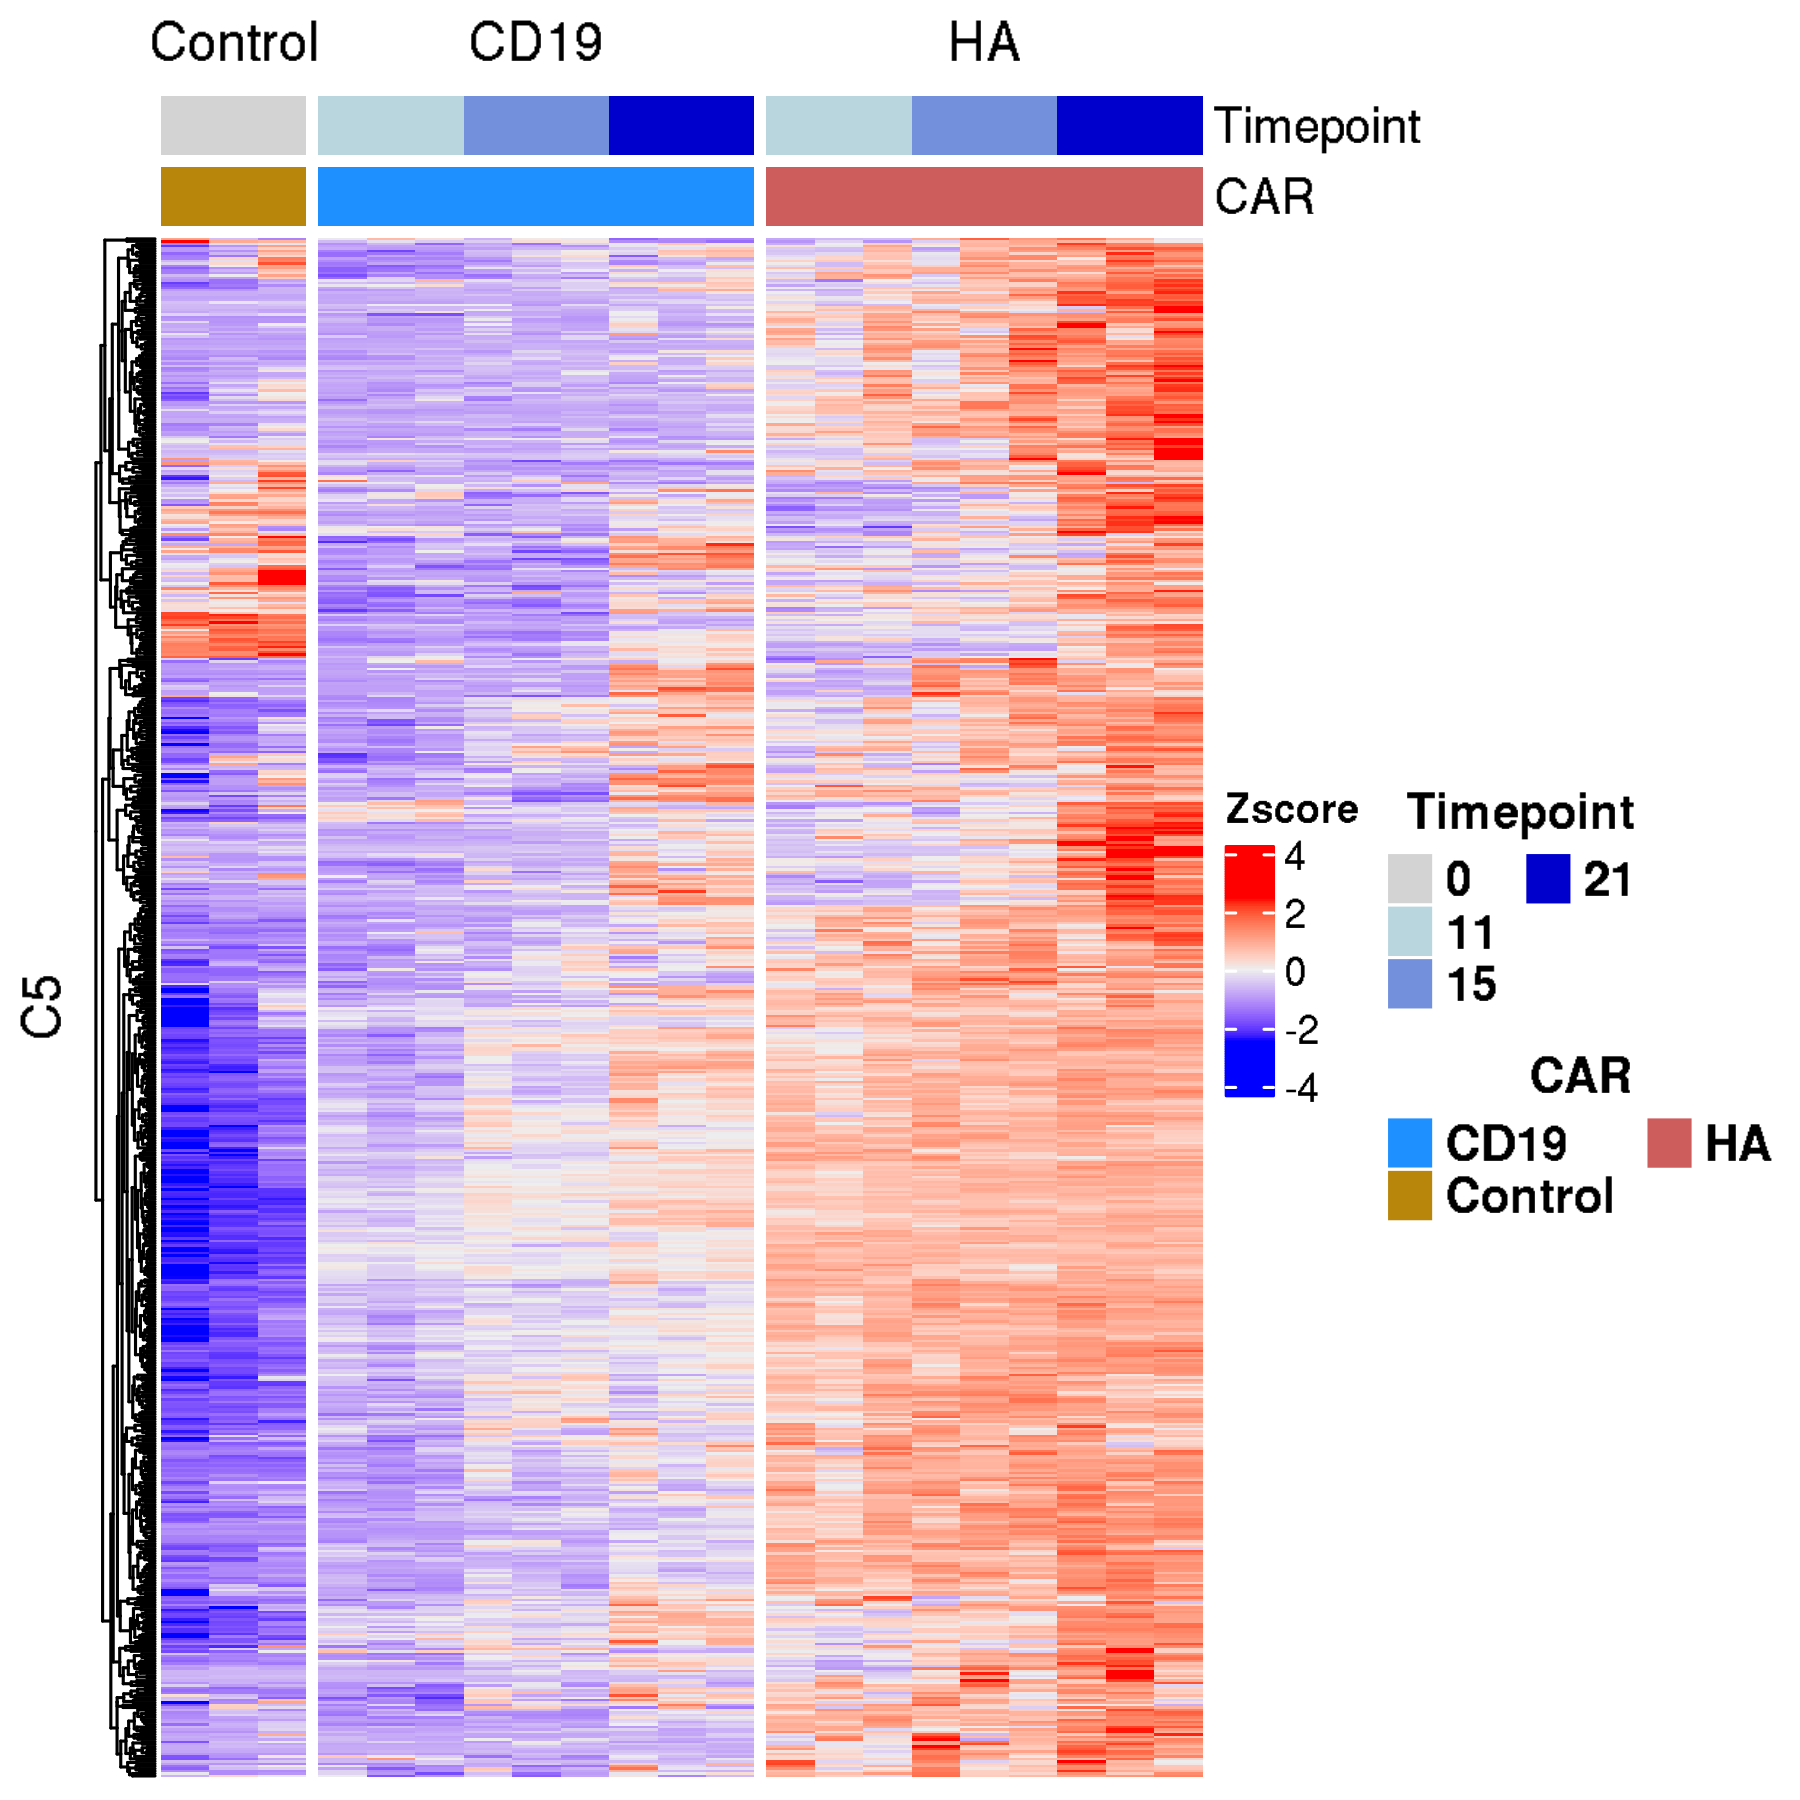 Control CD19 HA
Timepoint
CAR
C5
Zscore
4
2
0
-2
-4
Timepoint
0 21
11
15
CAR
CD19 HA
Control